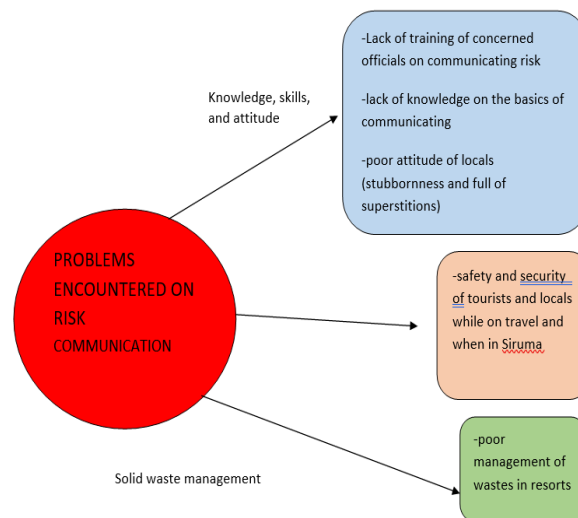 -Lack of training of concerned
officials on communicating risk
Knowledge, skills,
and attitude
-lack of knowledge on the basics of
communicating
-poor attitude of locals
(stubbornness and full of
superstitions)
PROBLEMS
ENCOUNTERED ON
RISK
COMMUNICATION
-safety and security
of tourists and locals
while on travel and
when in Siruma
-poor
management of
wastes in resorts
Solid waste management